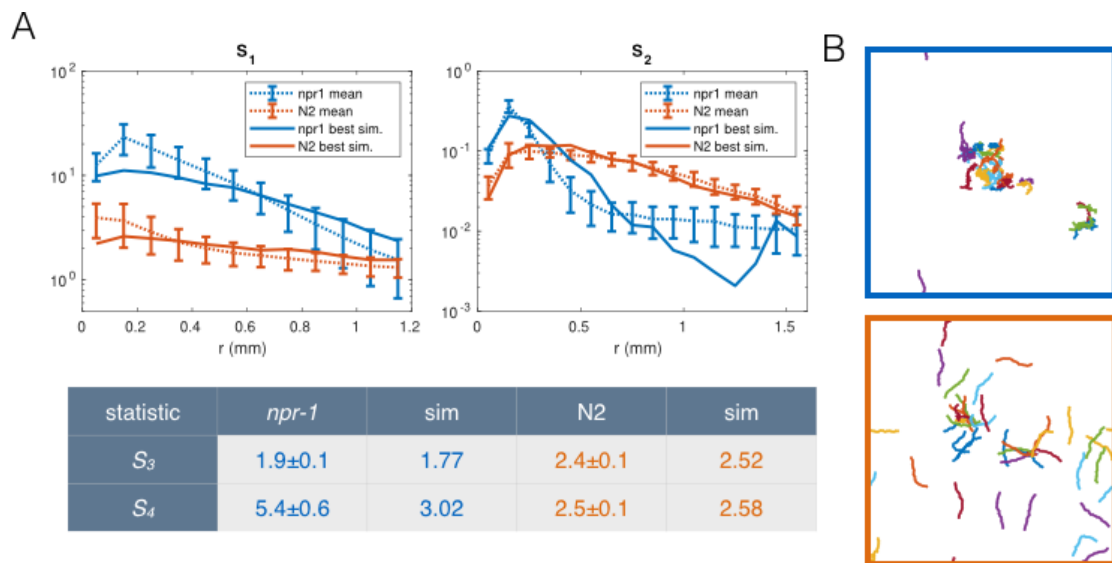 A
S1
10^2
10^1
10^0
0 0.2 0.4 0.6 0.8 1 1.2
r (mm)
npr1 mean
N2 mean
npr1 best sim.
N2 best sim.
S2
10^0
10^-1
10^-2
10^-3
0 0.5 1 1.5
r (mm)
npr1 mean
N2 mean
npr1 best sim.
N2 best sim.
B
statistic npr-1 sim N2 sim
S3 1.9±0.1 1.77 2.4±0.1 2.52
S4 5.4±0.6 3.02 2.5±0.1 2.58